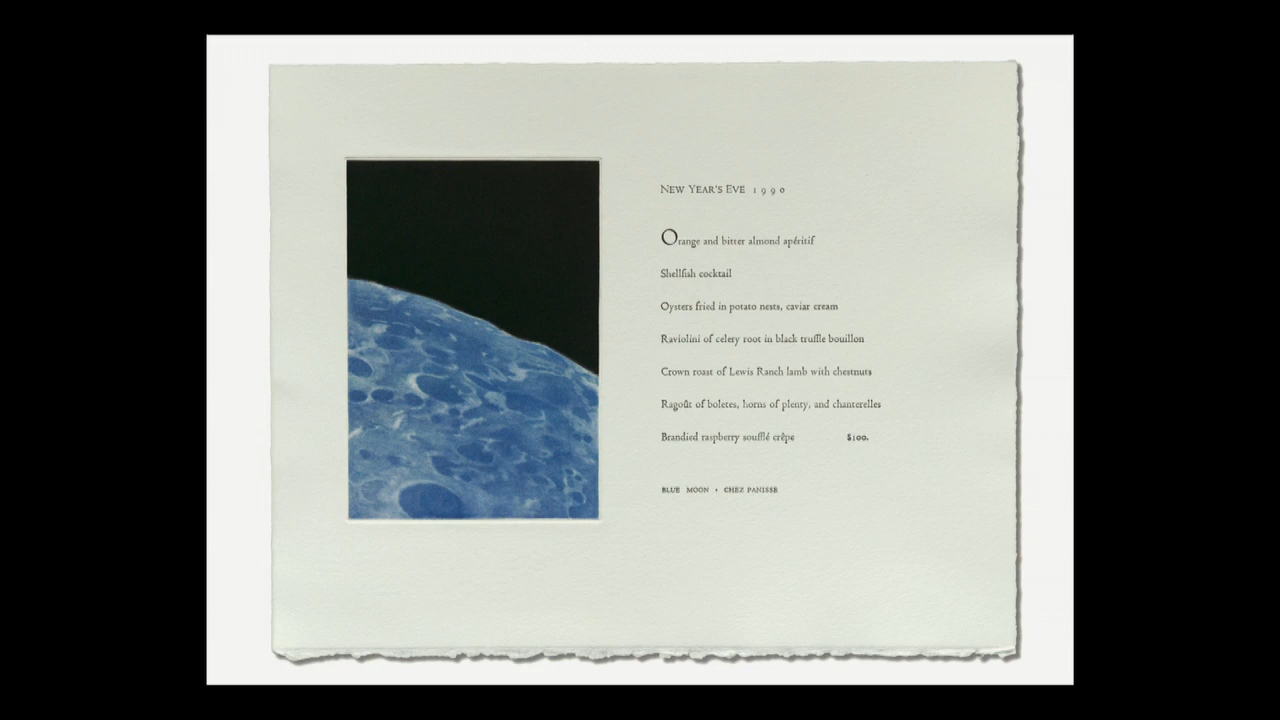 New Year's Eve 1990
Orange and bitter almond apéritif
Shellfish cocktail
Oysters fried in potato nests, caviar cream
Raviolini of celery root in black truffle bouillon
Crown roast of Lewis Ranch lamb with chestnuts
Ragoût of boletes, horns of plenty, and chanterelles
Brandied raspberry soufflé crêpe $100.
BLUE MOON • CHEZ PANISSE